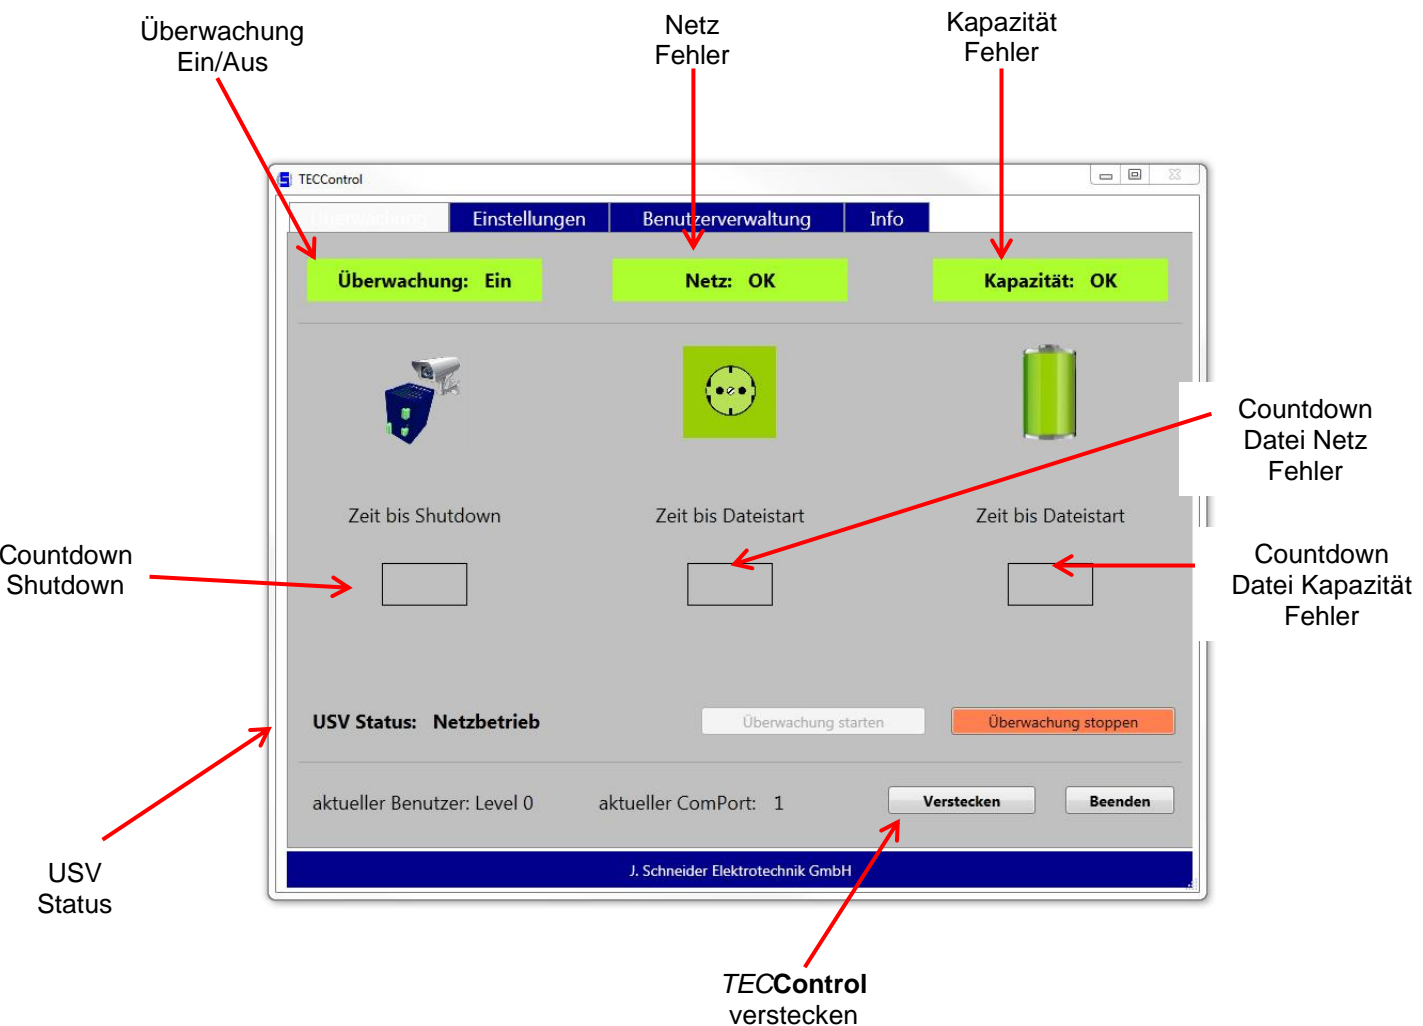 Überwachung
Ein/Aus
Netz
Fehler
Kapazität
Fehler
TECControl
Überwachung Einstellungen Benutzerverwaltung Info
Überwachung: Ein Netz: OK Kapazität: OK
Countdown
Datei Netz
Fehler
Zeit bis Shutdown Zeit bis Dateistart Zeit bis Dateistart
Countdown
Shutdown
Countdown
Datei Kapazität
Fehler
USV Status: Netzbetrieb Überwachung starten Überwachung stoppen
aktueller Benutzer: Level 0 aktueller ComPort: 1 Verstecken Beenden
USV
Status
J. Schneider Elektrotechnik GmbH
TECControl
verstecken